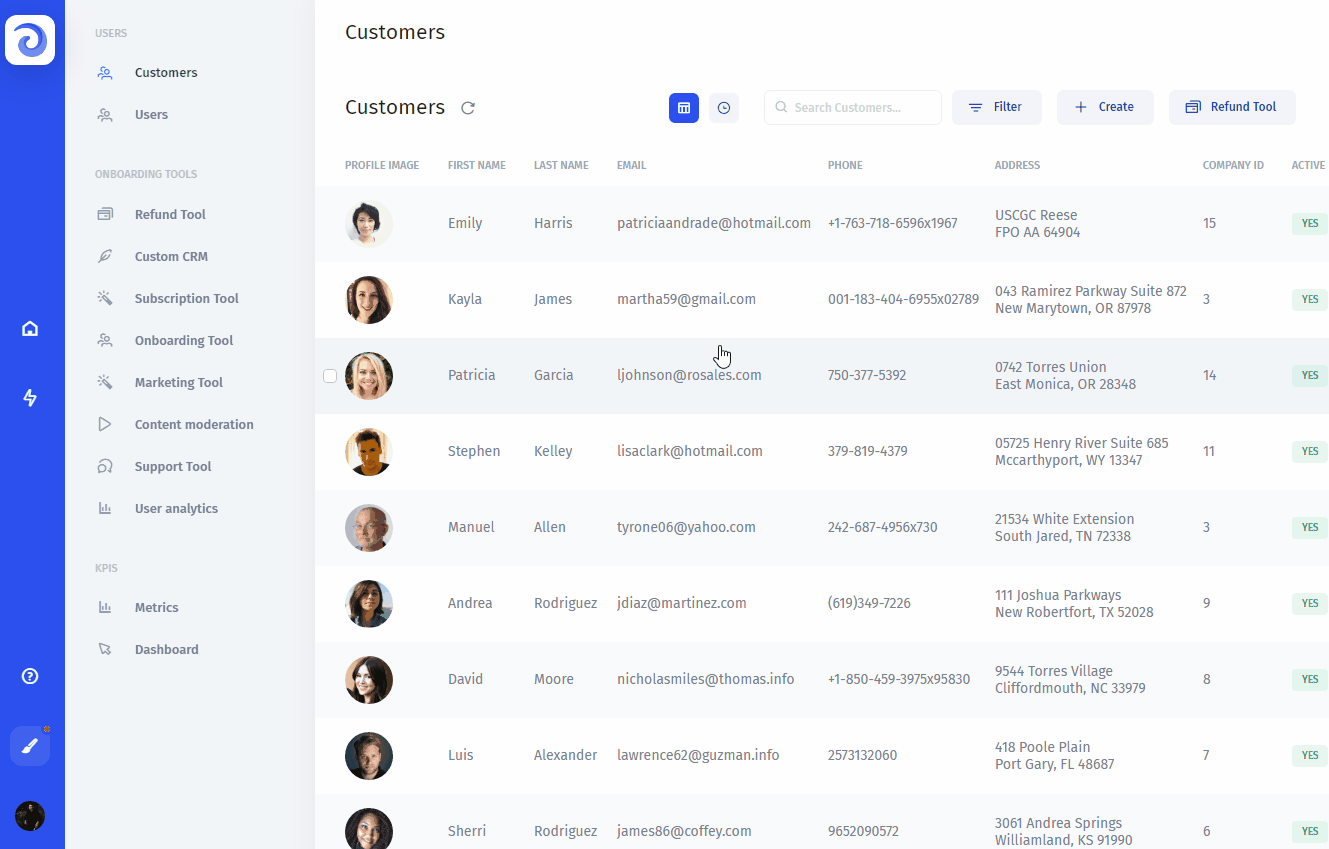 USERS
Customers
Users
ONBOARDING TOOLS
Refund Tool
Custom CRM
Subscription Tool
Onboarding Tool
Marketing Tool
Content moderation
Support Tool
User analytics
KPIS
Metrics
Dashboard
Customers
Customers
Search Customers...
Filter
Create
Refund Tool
PROFILE IMAGE FIRST NAME LAST NAME EMAIL PHONE ADDRESS COMPANY ID ACTIVE
Emily Harris patriciaandrade@hotmail.com +1-763-718-6596x1967 USCGC Reese
FPO AA 64904 15 YES
Kayla James martha59@gmail.com 001-183-404-6955x02789 043 Ramirez Parkway Suite 872
New Marytown, OR 87978 3 YES
Patricia Garcia ljohnson@rosales.com 750-377-5392 0742 Torres Union
East Monica, OR 28348 14 YES
Stephen Kelley lisaclark@hotmail.com 379-819-4379 05725 Henry River Suite 685
Mccarthyport, WY 13347 11 YES
Manuel Allen tyrone06@yahoo.com 242-687-4956x730 21534 White Extension
South Jared, TN 72338 3 YES
Andrea Rodriguez jdiaz@martinez.com (619)349-7226 111 Joshua Parkways
New Robertfort, TX 52028 9 YES
David Moore nicholasmiles@thomas.info +1-850-459-3975x95830 9544 Torres Village
Cliffordmouth, NC 33979 8 YES
Luis Alexander lawrence62@guzman.info 2573132060 418 Poole Plain
Port Gary, FL 48687 7 YES
Sherri Rodriguez james86@coffey.com 9652090572 3061 Andrea Springs
Williamland, KS 91990 6 YES